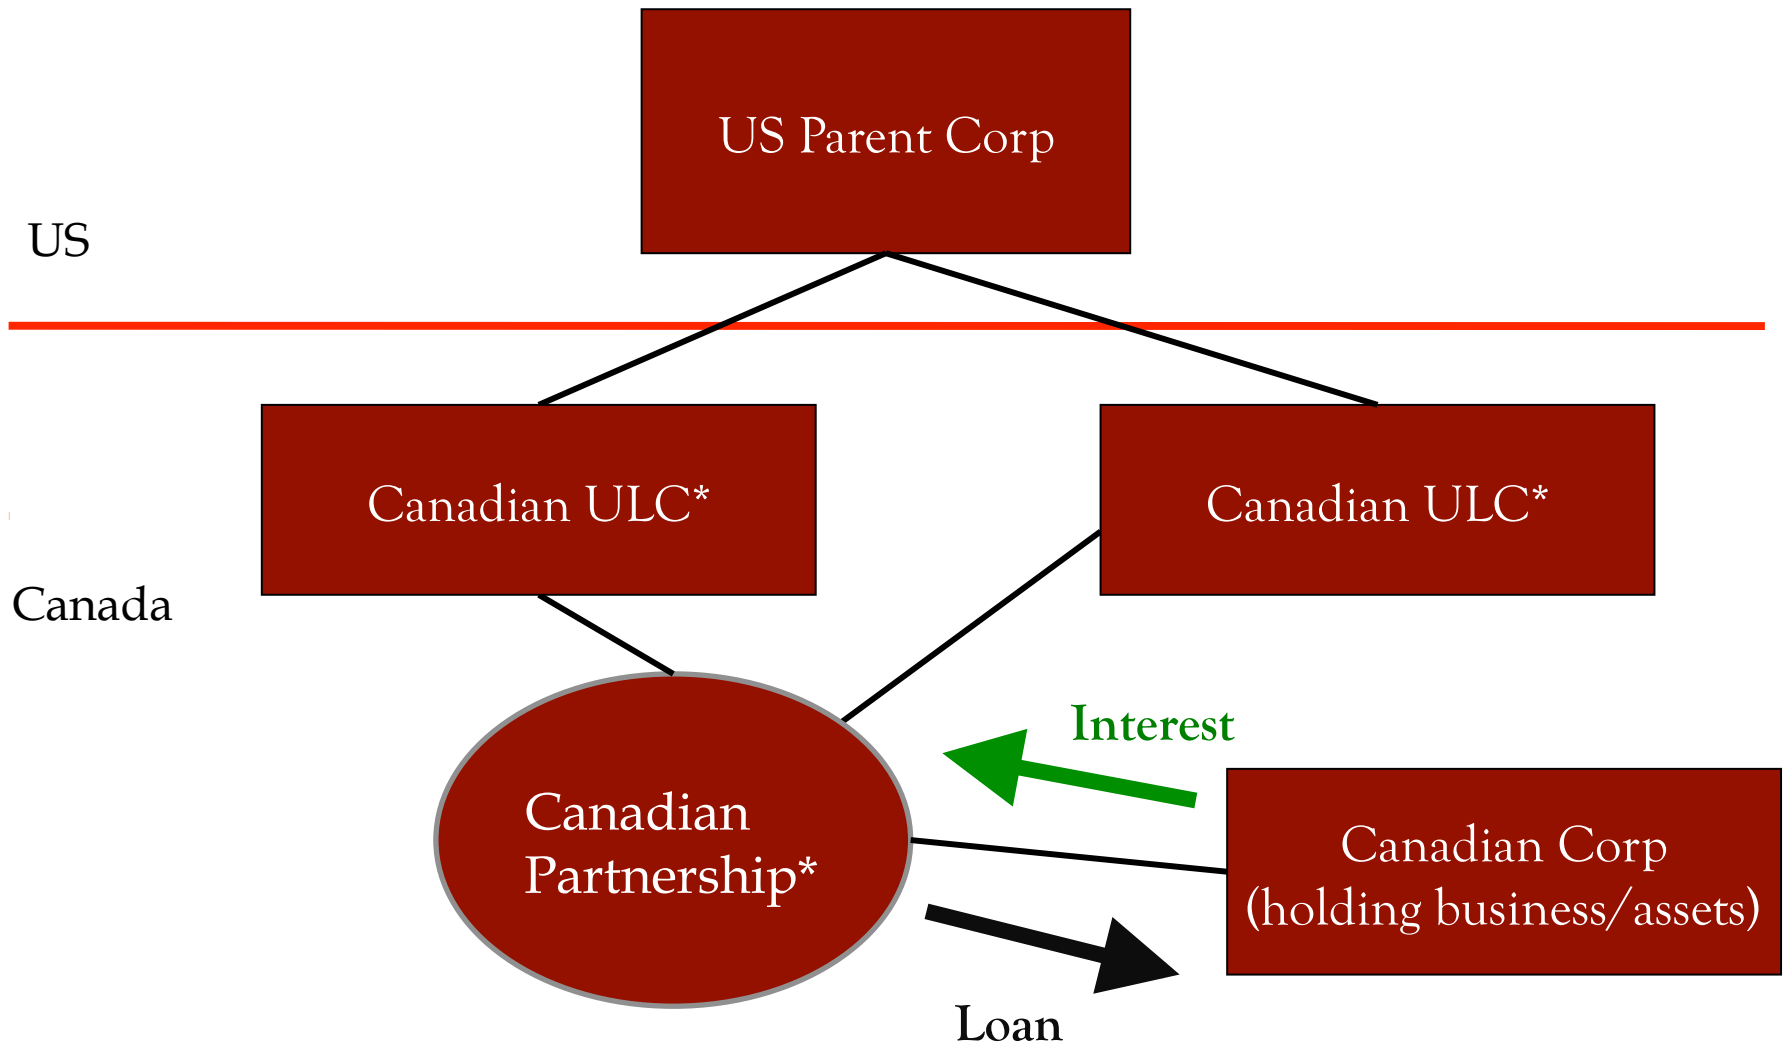 US Parent Corp
US
Canadian ULC*
Canadian ULC*
Canada
Interest
Canadian
Partnership*
Canadian Corp
(holding business/assets)
Loan